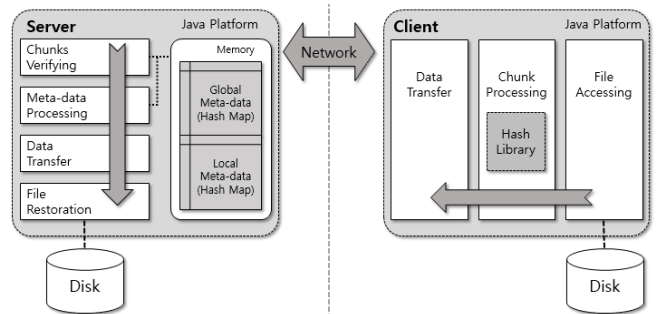 Server
Java Platform
Chunks
Verifying
Meta-data
Processing
Data
Transfer
File
Restoration
Memory
Global
Meta-data
(Hash Map)
Local
Meta-data
(Hash Map)
Disk
Network
Client
Java Platform
Data
Transfer
Chunk
Processing
Hash
Library
File
Accessing
Disk